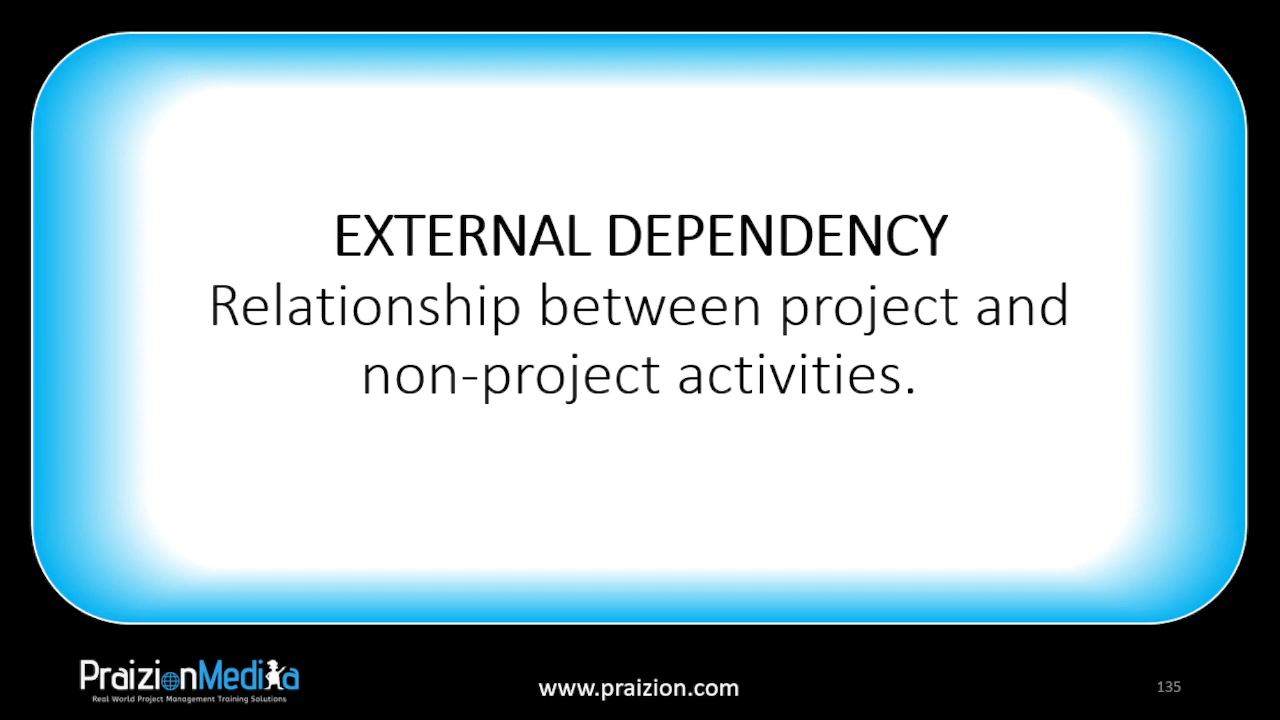 EXTERNAL DEPENDENCY
Relationship between project and
non-project activities.
PraizionMedia
Real World Project Management Training Solutions
www.praizion.com
135